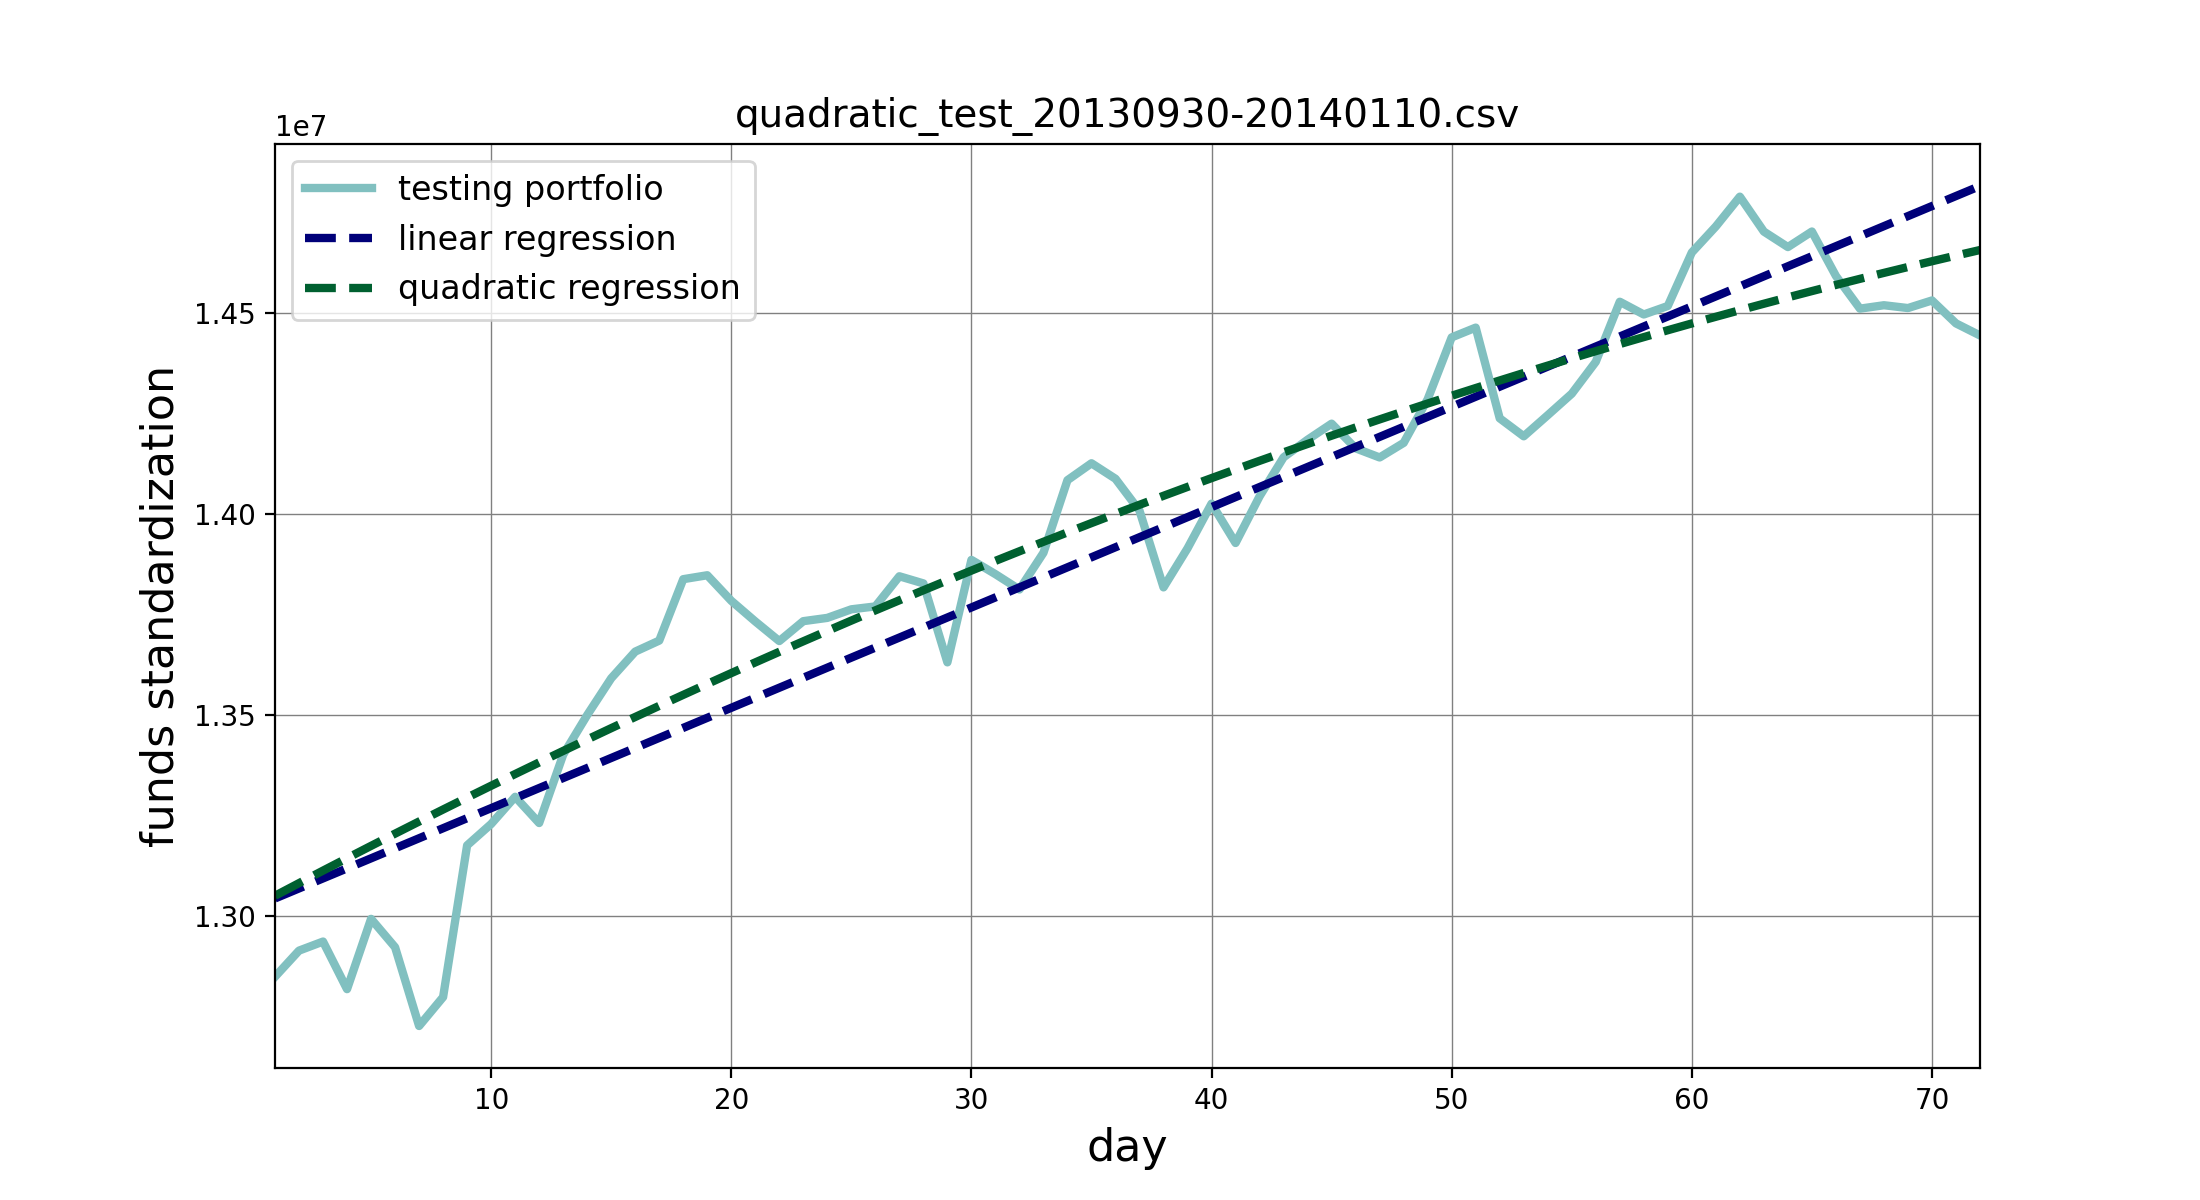 quadratic_test_20130930-20140110.csv
1e7
testing portfolio
linear regression
quadratic regression
1.45
1.40
1.35
1.30
funds standardization
10 20 30 40 50 60 70
day